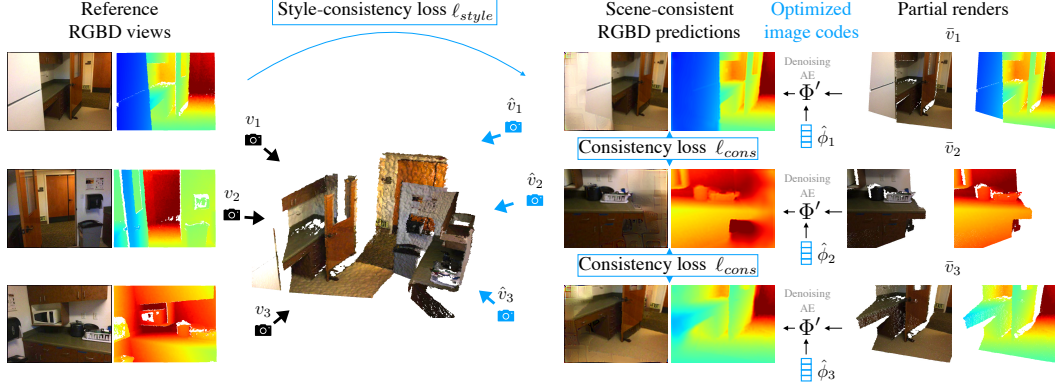 Reference
RGBD views
Style-consistency loss ℓ_style
Scene-consistent
RGBD predictions
Optimized
image codes
Partial renders
v̄₁
Denoising
AE
Φ′
ϕ̂₁
v₁
v̂₁
Consistency loss ℓ_cons
v̄₂
v₂
v̂₂
Denoising
AE
Φ′
ϕ̂₂
Consistency loss ℓ_cons
v̄₃
v₃
v̂₃
Denoising
AE
Φ′
ϕ̂₃